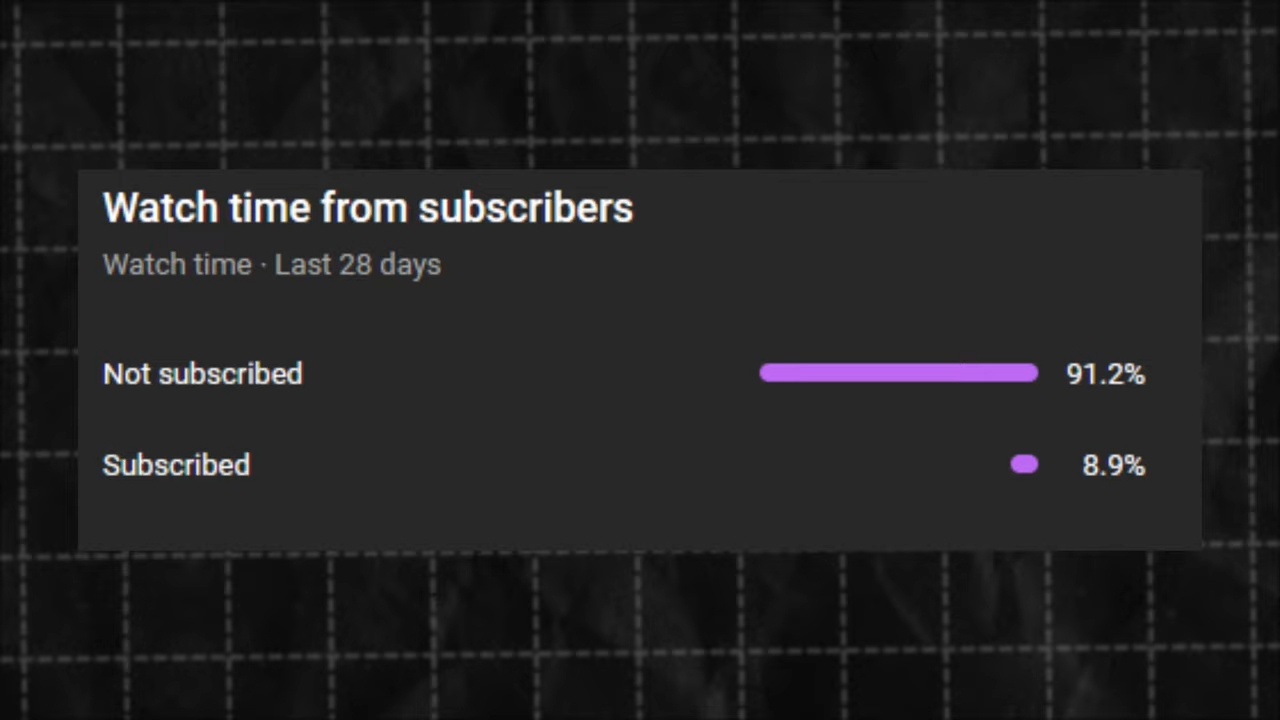 Watch time from subscribers
Watch time · Last 28 days
Not subscribed 91.2%
Subscribed 8.9%